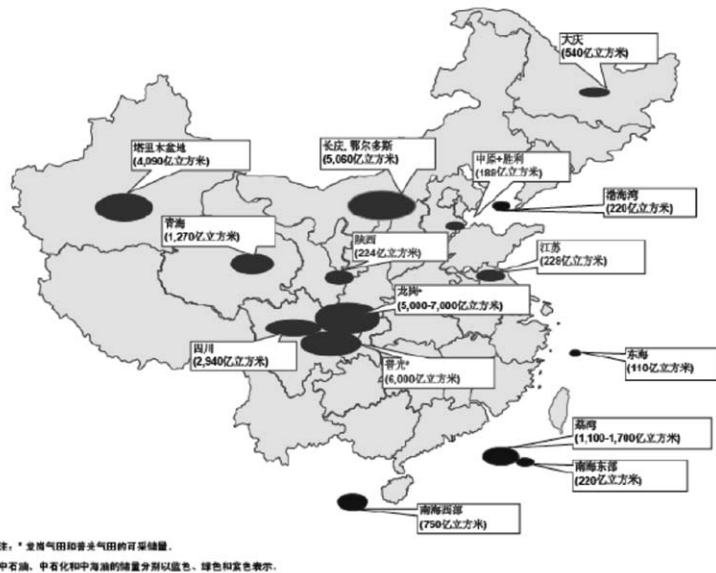 大庆
(540亿立方米)
塔里木盆地
(4,090亿立方米)
长庆, 鄂尔多斯
(5,060亿立方米)
中原+胜利
(188亿立方米)
渤海湾
(220亿立方米)
青海
(1,270亿立方米)
陕西
(224亿立方米)
江苏
(228亿立方米)
龙岗*
(5,000-7,000亿立方米)
四川
(2,940亿立方米)
普光*
(6,000亿立方米)
东海
(110亿立方米)
荔湾
(1,100-1,700亿立方米)
南海东部
(220亿立方米)
南海西部
(750亿立方米)
注：* 龙岗气田和普光气田的可采储量.
中石油、中石化和中海油的储量分别以蓝色、绿色和紫色表示.